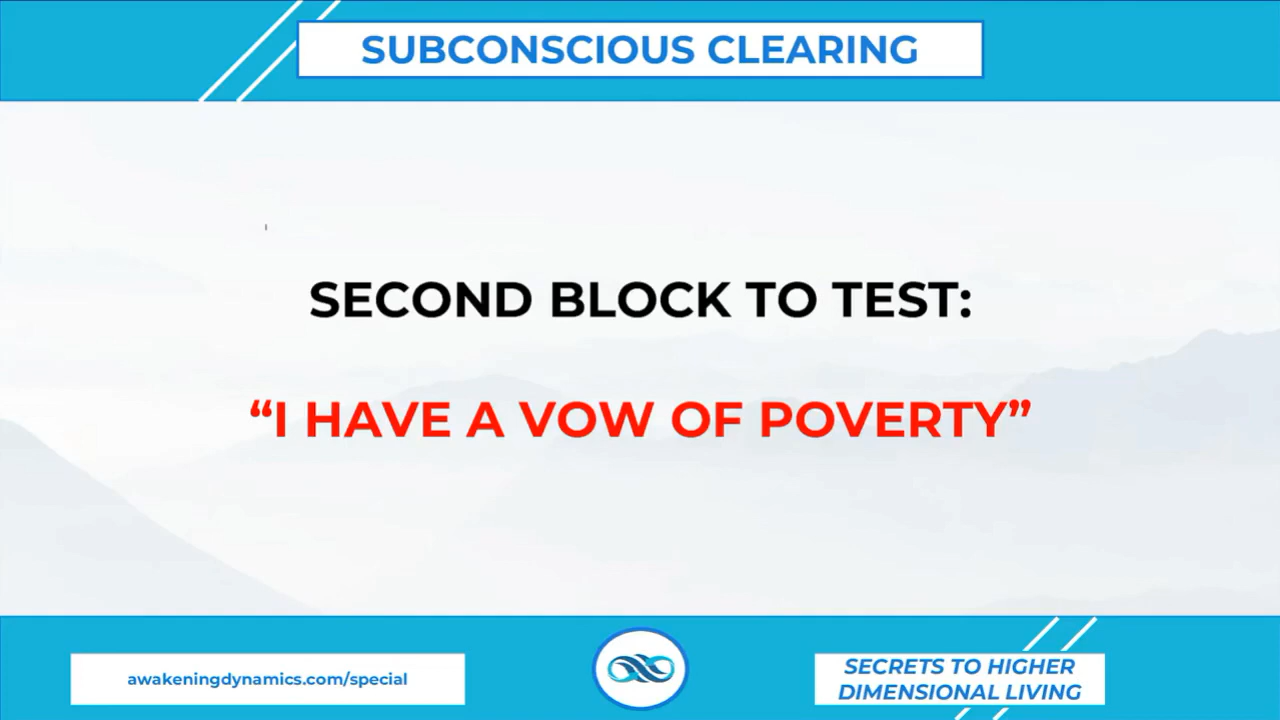 SUBCONSCIOUS CLEARING
SECOND BLOCK TO TEST:
“I HAVE A VOW OF POVERTY”
awakeningdynamics.com/special
SECRETS TO HIGHER
DIMENSIONAL LIVING